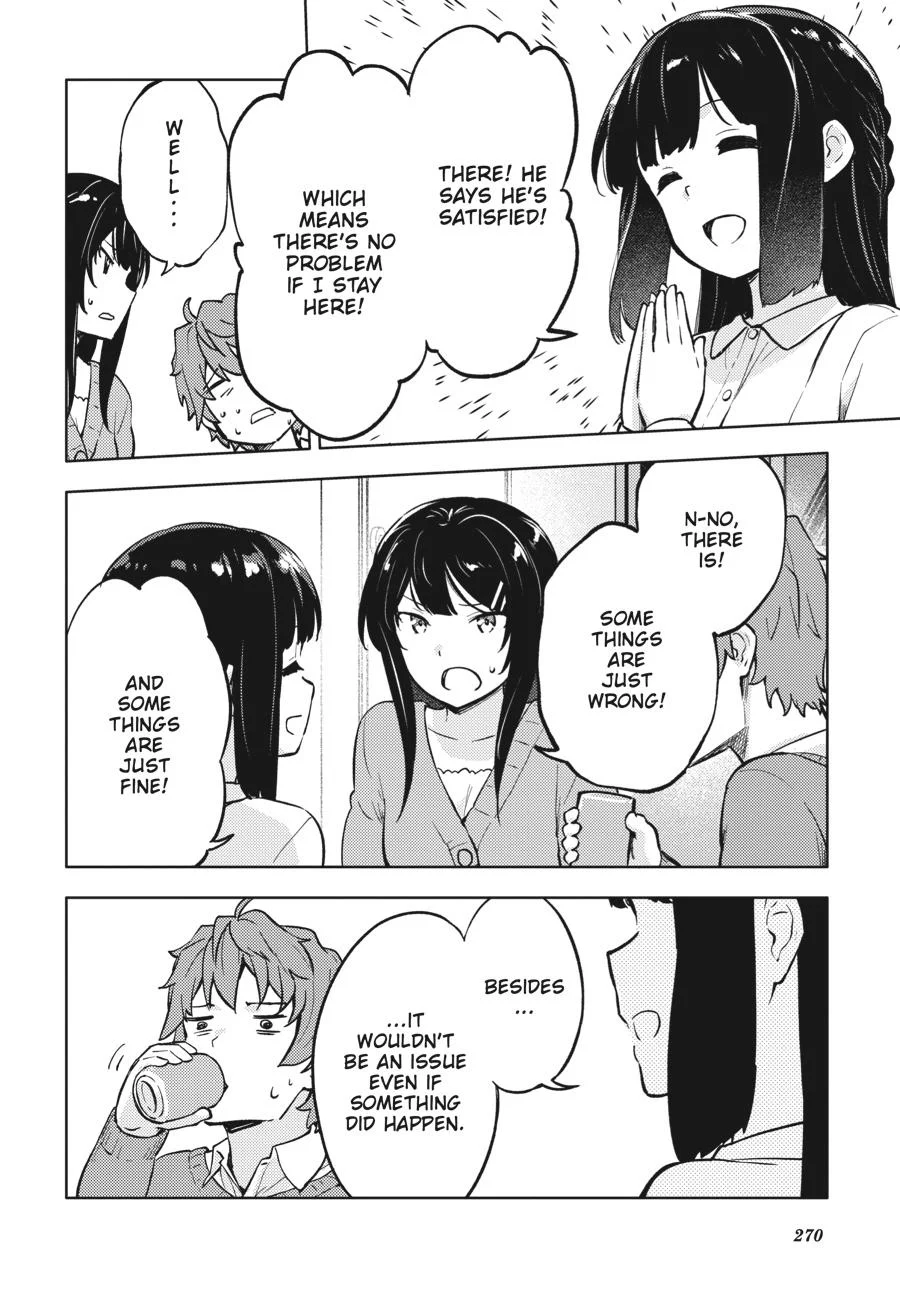 THERE! HE
SAYS HE'S
SATISFIED!
WHICH
MEANS
THERE'S NO
PROBLEM
IF I STAY
HERE!
WELL...
N-NO,
THERE
IS!
SOME
THINGS
ARE
JUST
WRONG!
AND
SOME
THINGS
ARE
JUST
FINE!
BESIDES
...
...IT
WOULDN'T
BE AN ISSUE
EVEN IF
SOMETHING
DID HAPPEN.
270